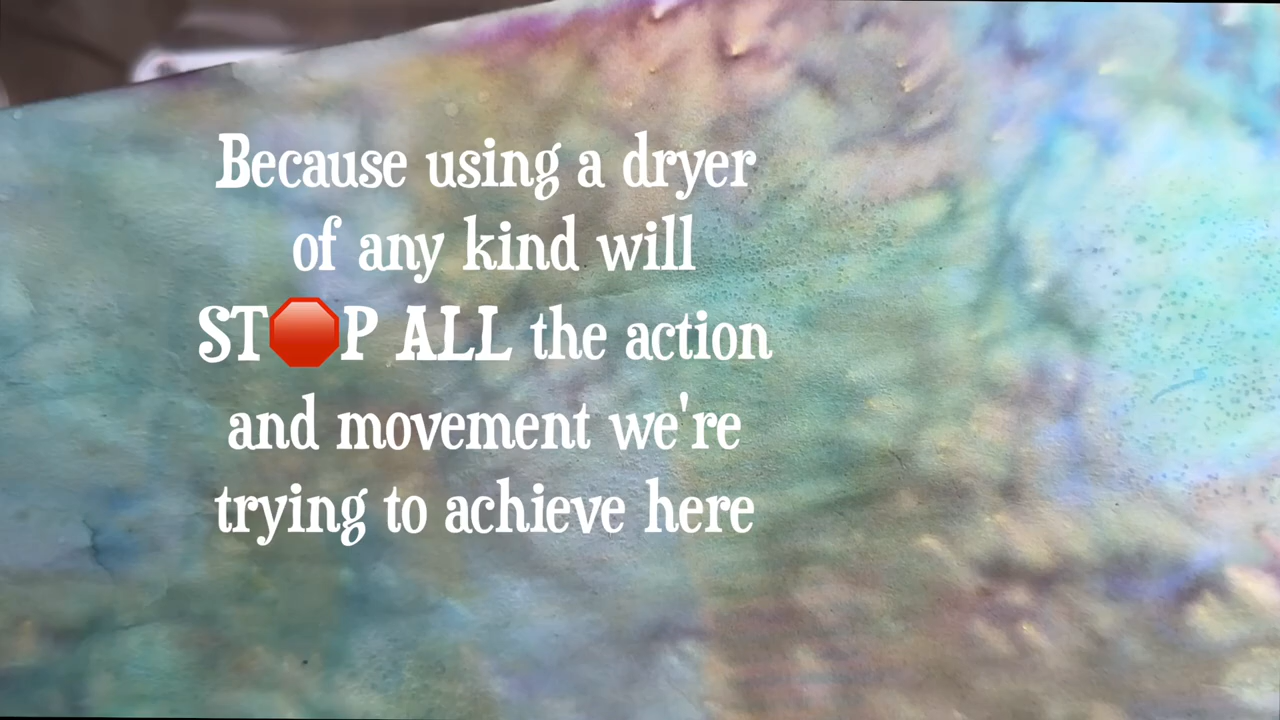 Because using a dryer
of any kind will
ST🛑P ALL the action
and movement we're
trying to achieve here